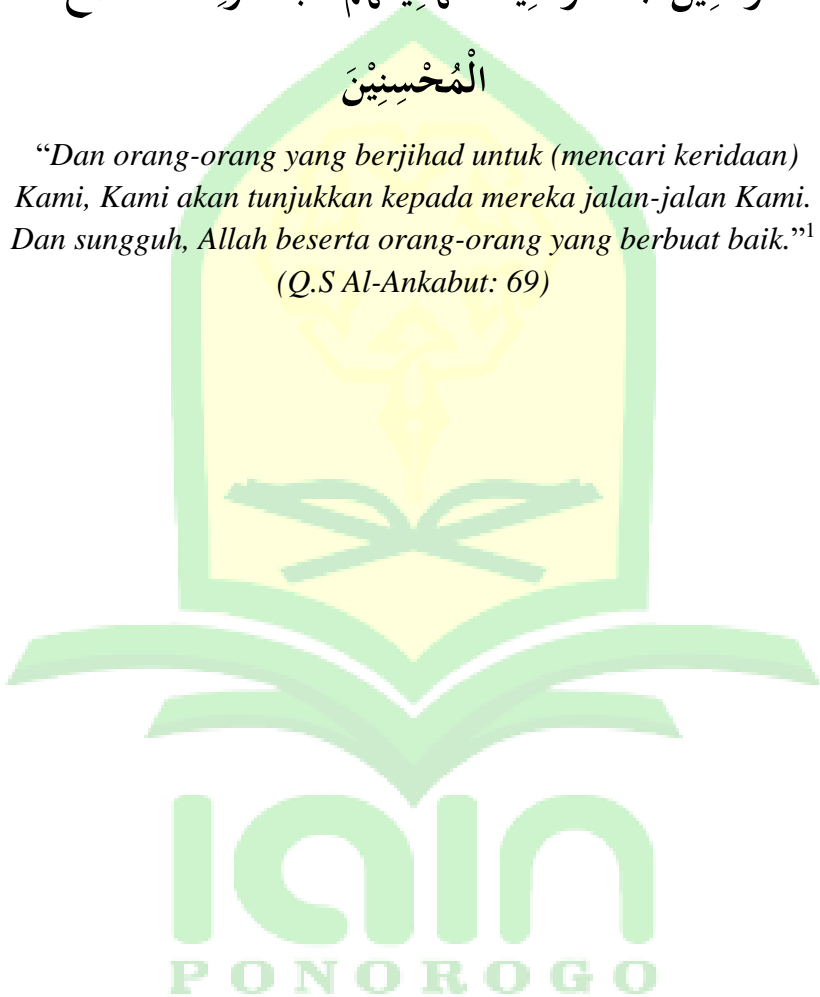 الْمُحْسِنِيْنَ
“Dan orang-orang yang berjihad untuk (mencari keridaan)
Kami, Kami akan tunjukkan kepada mereka jalan-jalan Kami.
Dan sungguh, Allah beserta orang-orang yang berbuat baik.”1
(Q.S Al-Ankabut: 69)
iain
PONOROGO